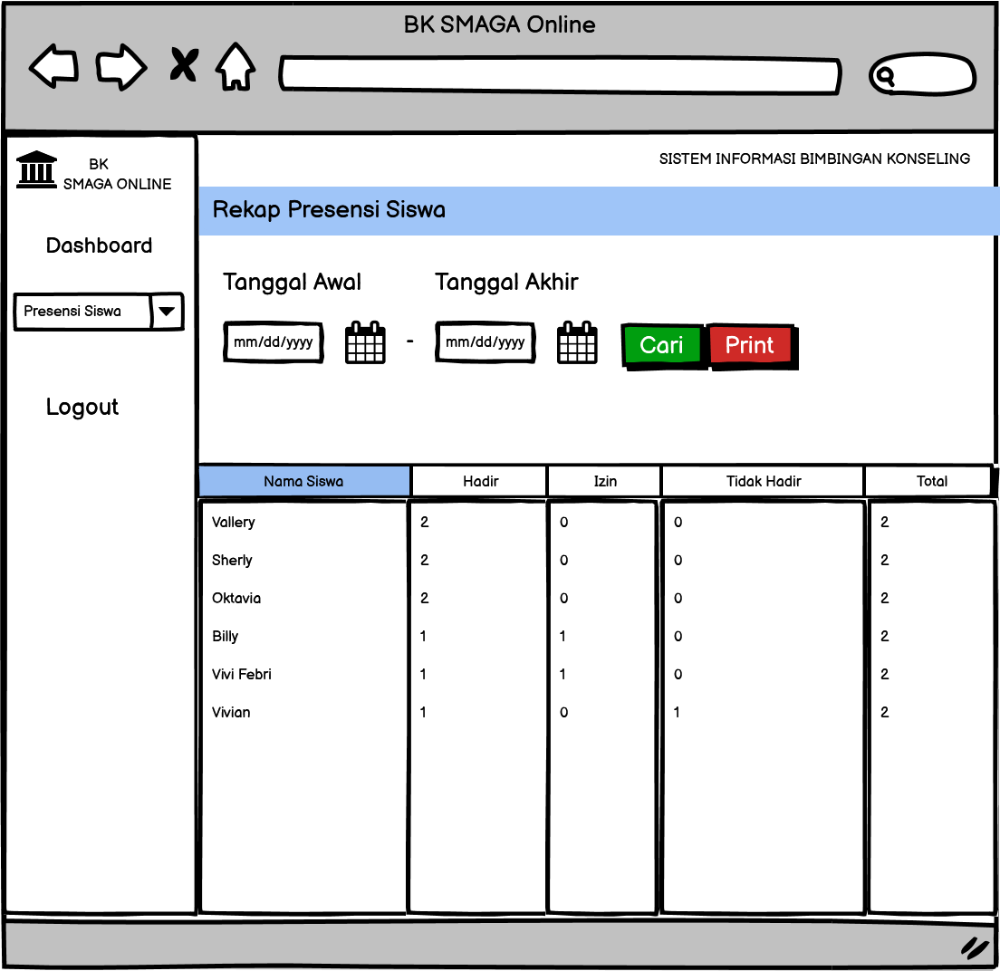 BK SMAGA Online
BK
SMAGA ONLINE
SISTEM INFORMASI BIMBINGAN KONSELING
Rekap Presensi Siswa
Dashboard
Presensi Siswa
Logout
Tanggal Awal Tanggal Akhir
mm/dd/yyyy - mm/dd/yyyy Cari Print
Nama Siswa Hadir Izin Tidak Hadir Total
Vallery 2 0 0 2
Sherly 2 0 0 2
Oktavia 2 0 0 2
Billy 1 1 0 2
Vivi Febri 1 1 0 2
Vivian 1 0 1 2